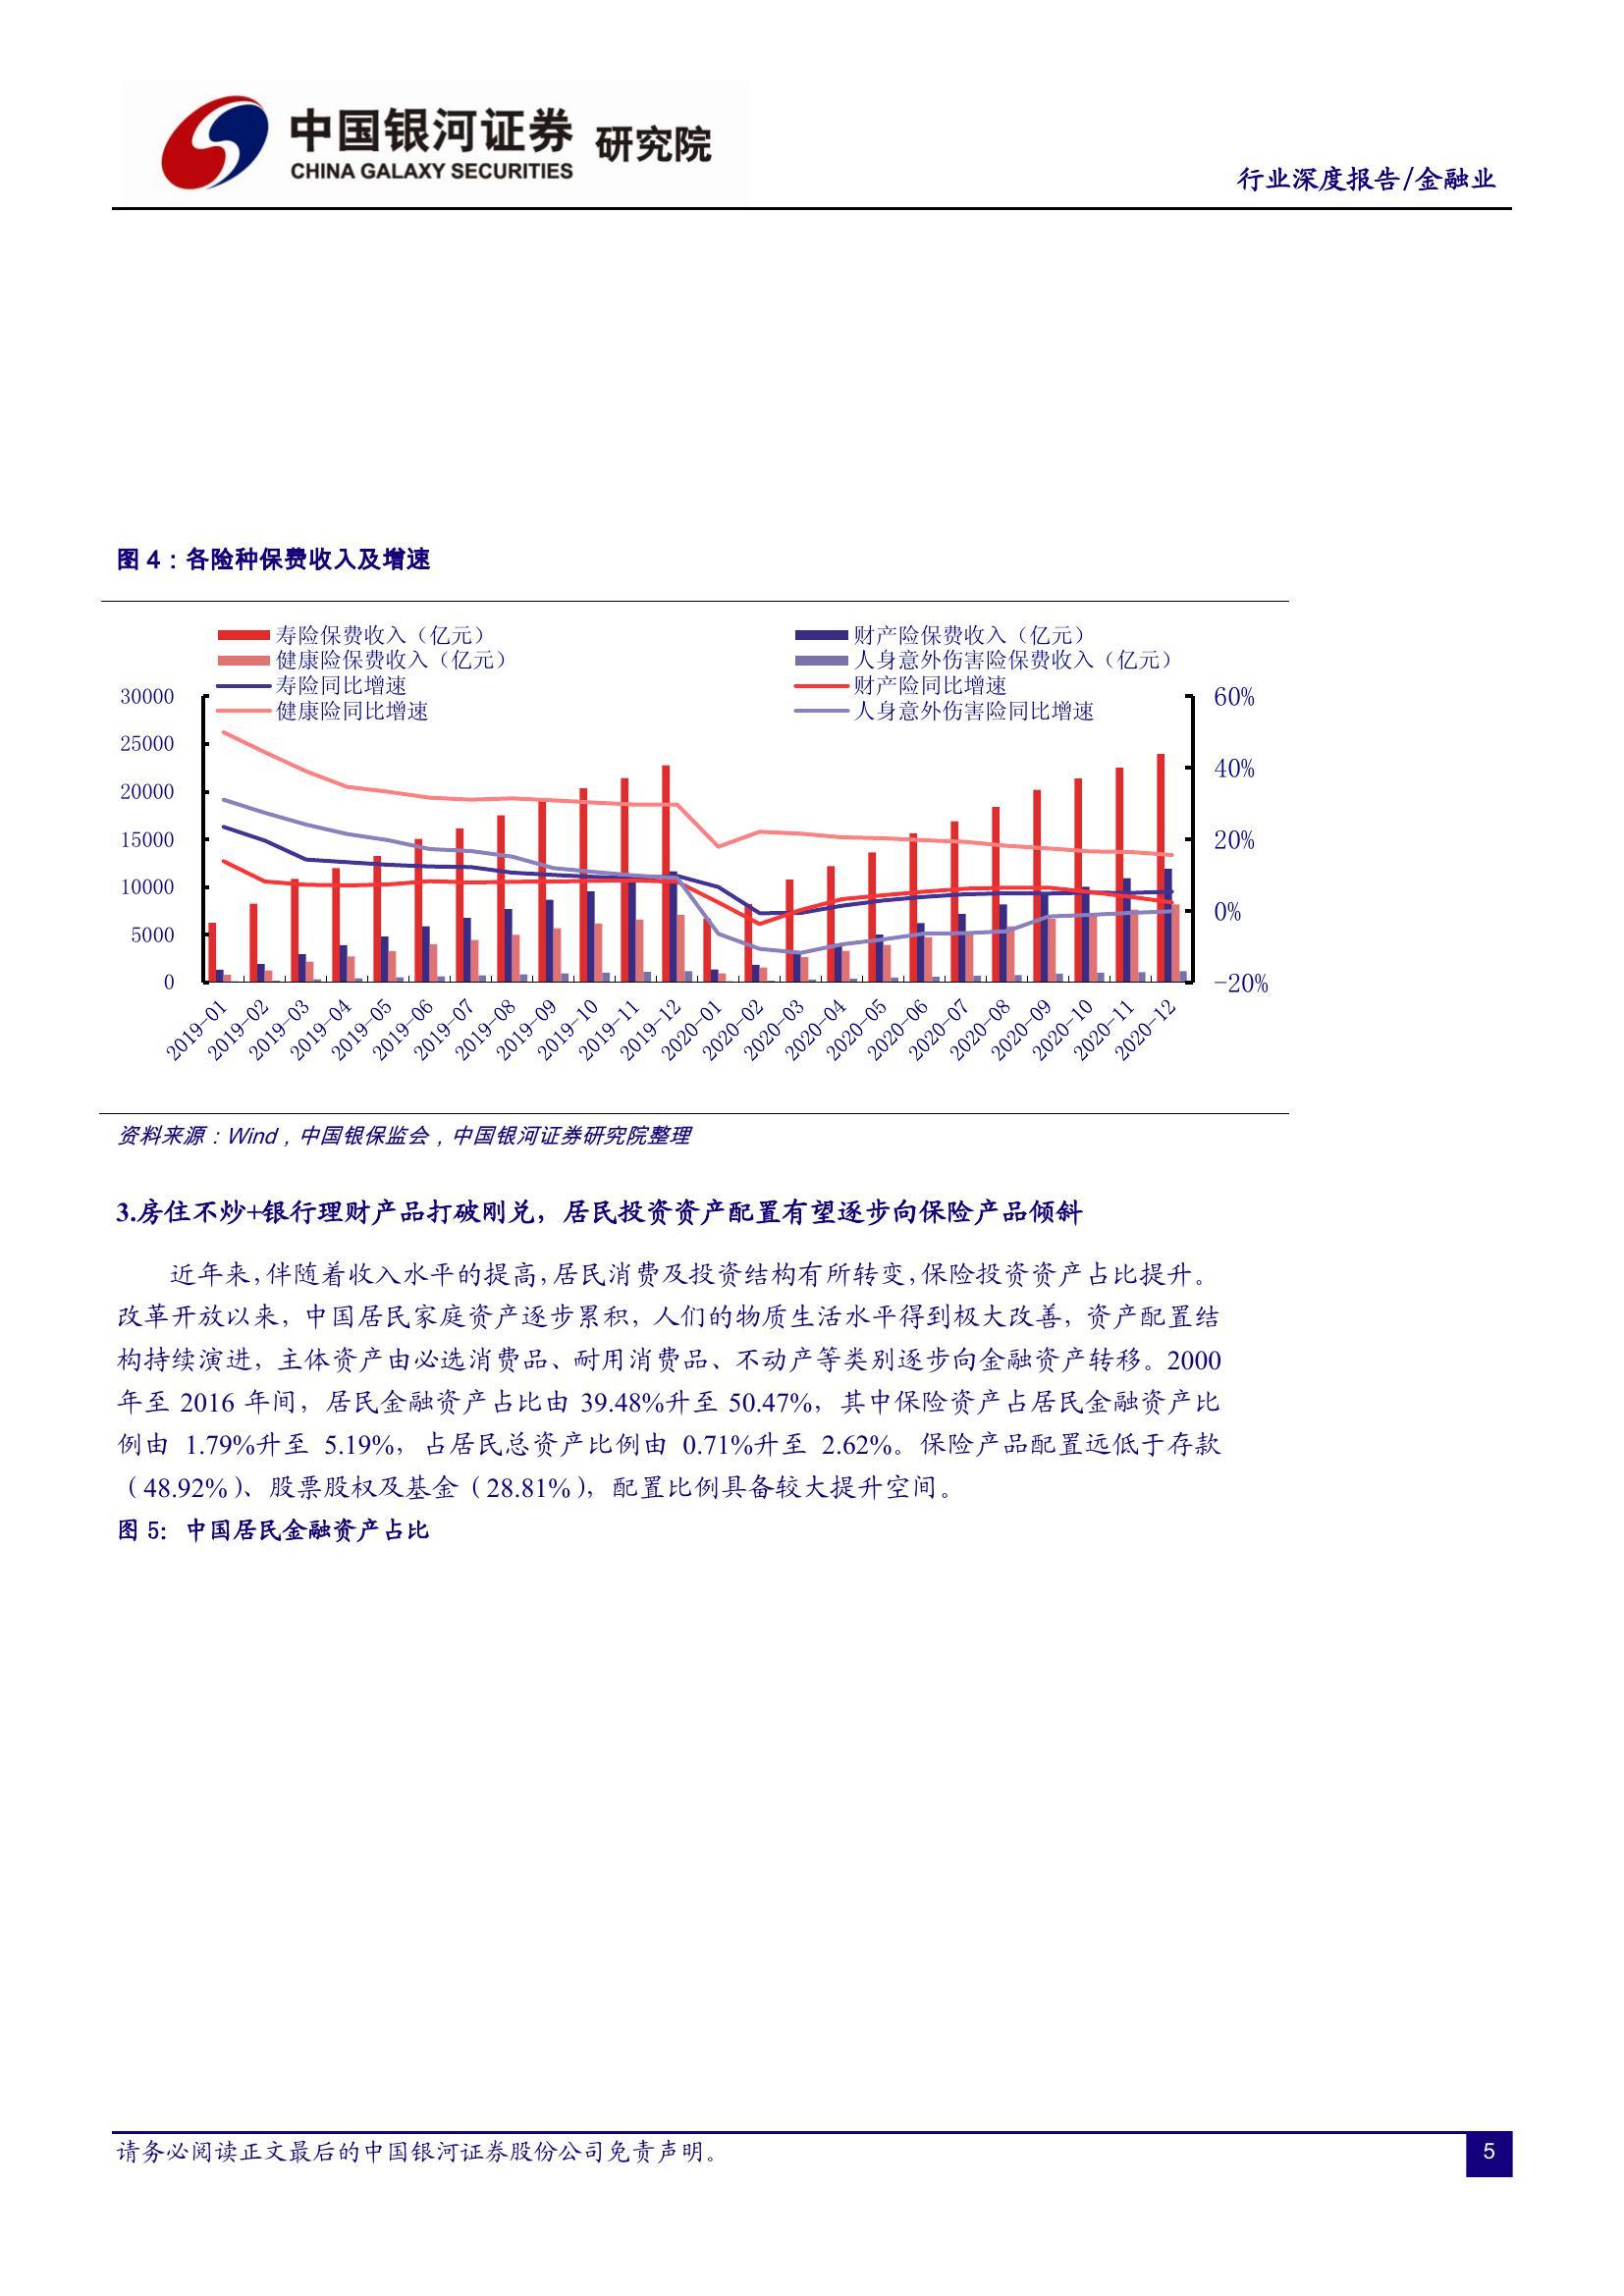 中国银河证券 研究院
CHINA GALAXY SECURITIES
行业深度报告/金融业
图 4：各险种保费收入及增速
寿险保费收入（亿元） 财产险保费收入（亿元）
健康险保费收入（亿元） 人身意外伤害险保费收入（亿元）
寿险同比增速 财产险同比增速
健康险同比增速 人身意外伤害险同比增速
30000 60%
25000
20000 40%
15000 20%
10000
5000 0%
0 -20%
2019-01 2019-02 2019-03 2019-04 2019-05 2019-06 2019-07 2019-08 2019-09 2019-10 2019-11 2019-12 2020-01 2020-02 2020-03 2020-04 2020-05 2020-06 2020-07 2020-08 2020-09 2020-10 2020-11 2020-12
资料来源：Wind，中国银保监会，中国银河证券研究院整理
3.房住不炒+银行理财产品打破刚兑，居民投资资产配置有望逐步向保险产品倾斜
近年来，伴随着收入水平的提高，居民消费及投资结构有所转变，保险投资资产占比提升。
改革开放以来，中国居民家庭资产逐步累积，人们的物质生活水平得到极大改善，资产配置结
构持续演进，主体资产由必选消费品、耐用消费品、不动产等类别逐步向金融资产转移。2000
年至 2016 年间，居民金融资产占比由 39.48%升至 50.47%，其中保险资产占居民金融资产比
例由 1.79%升至 5.19%，占居民总资产比例由 0.71%升至 2.62%。保险产品配置远低于存款
（48.92%）、股票股权及基金（28.81%），配置比例具备较大提升空间。
图 5：中国居民金融资产占比
请务必阅读正文最后的中国银河证券股份公司免责声明。
5